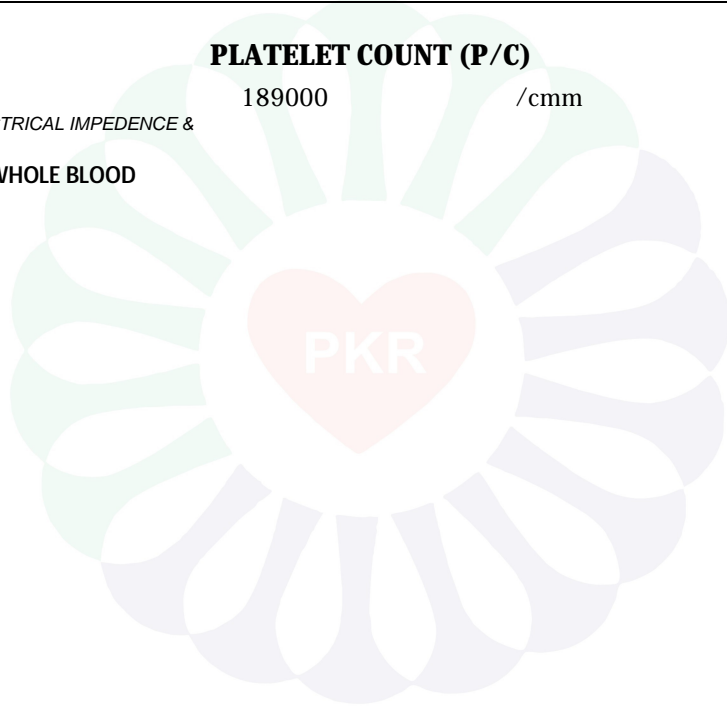 PLATELET COUNT (P/C)
189000 /cmm
TRICAL IMPEDENCE &
WHOLE BLOOD
PKR